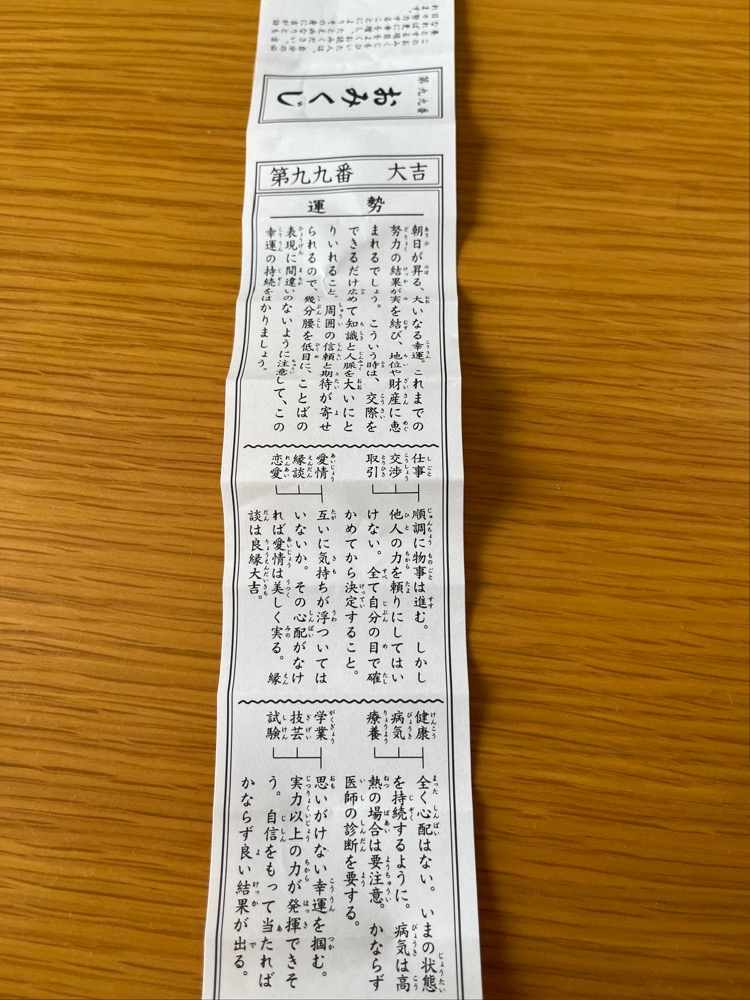 第九九番
おみくじ
第九九番 大吉
運勢
朝日が昇る、大いなる幸運。これまでの
努力の結果が実を結び、地位や財産に恵
まれるでしょう。こういう時は、交際を
できるだけ広めて知識と人脈を大いにと
りいれること。周囲の信頼と期待が寄せ
られるので、幾分腰を低目に、ことばの
表現に間違いのないように注意して、この
幸運の持続をはかりましょう。
仕事
交渉
取引
順調に物事は進む。しかし
他人の力を頼りにしてはい
けない。全て自分の目で確
かめてから決定すること。
愛情
縁談
恋愛
互いに気持ちが浮ついては
いないか。その心配がなけ
れば愛情は美しく実る。縁
談は良縁大吉。
健康
病気
療養
全く心配はない。いまの状態
を持続するように。病気は高
熱の場合は要注意。かならず
医師の診断を要する。
学業
技芸
試験
思いがけない幸運を掴む。
実力以上の力が発揮できそ
う。自信をもって当たれば
かならず良い結果が出る。